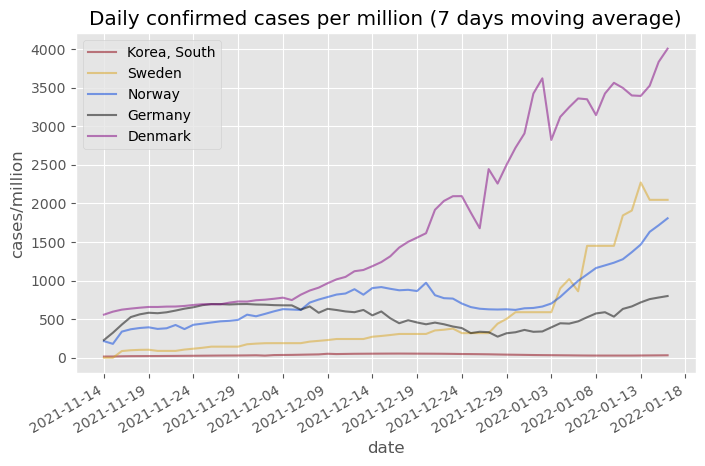 Daily confirmed cases per million (7 days moving average)
Korea, South
Sweden
Norway
Germany
Denmark
cases/million
4000
3500
3000
2500
2000
1500
1000
500
0
2021-11-14
2021-11-19
2021-11-24
2021-11-29
2021-12-04
2021-12-09
2021-12-14
2021-12-19
2021-12-24
2021-12-29
2022-01-03
2022-01-08
2022-01-13
2022-01-18
date